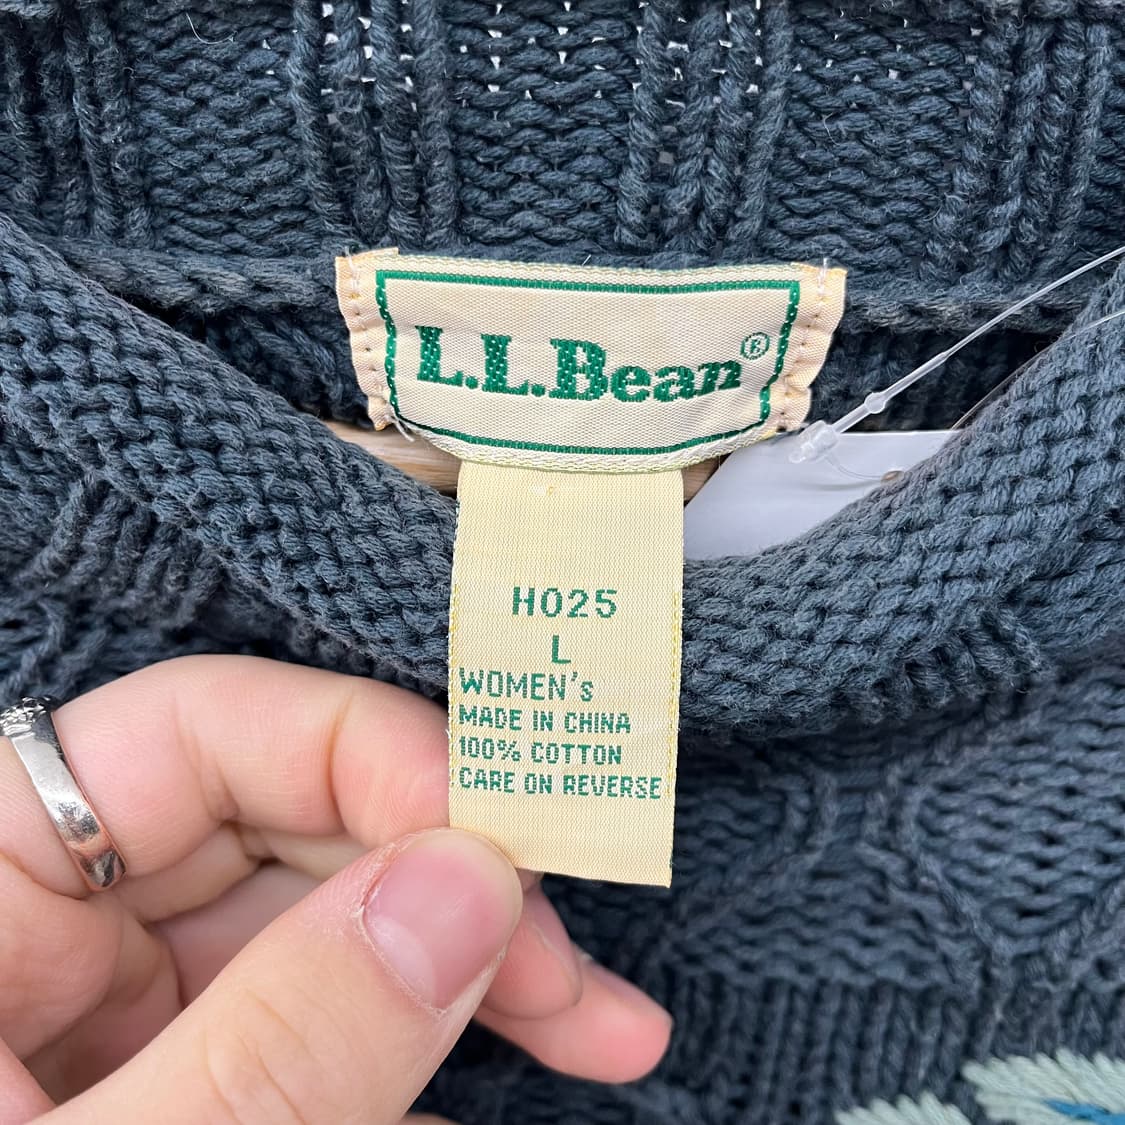 L.L.Bean®
H025
L
WOMEN's
MADE IN CHINA
100% COTTON
CARE ON REVERSE